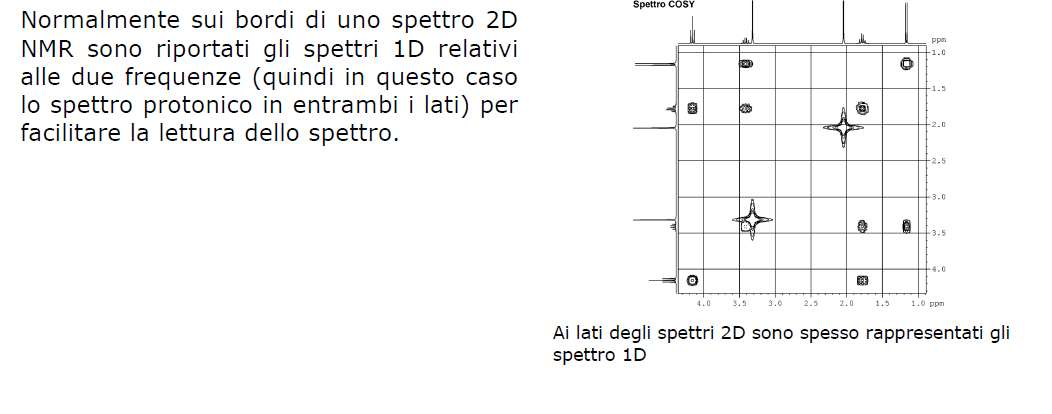 Normalmente sui bordi di uno spettro 2D
NMR sono riportati gli spettri 1D relativi
alle due frequenze (quindi in questo caso
lo spettro protonico in entrambi i lati) per
facilitare la lettura dello spettro.
Spettro COSY
ppm
1.0
1.5
2.0
2.5
3.0
3.5
4.0
4.0 3.5 3.0 2.5 2.0 1.5 1.0 ppm
Ai lati degli spettri 2D sono spesso rappresentati gli
spettro 1D